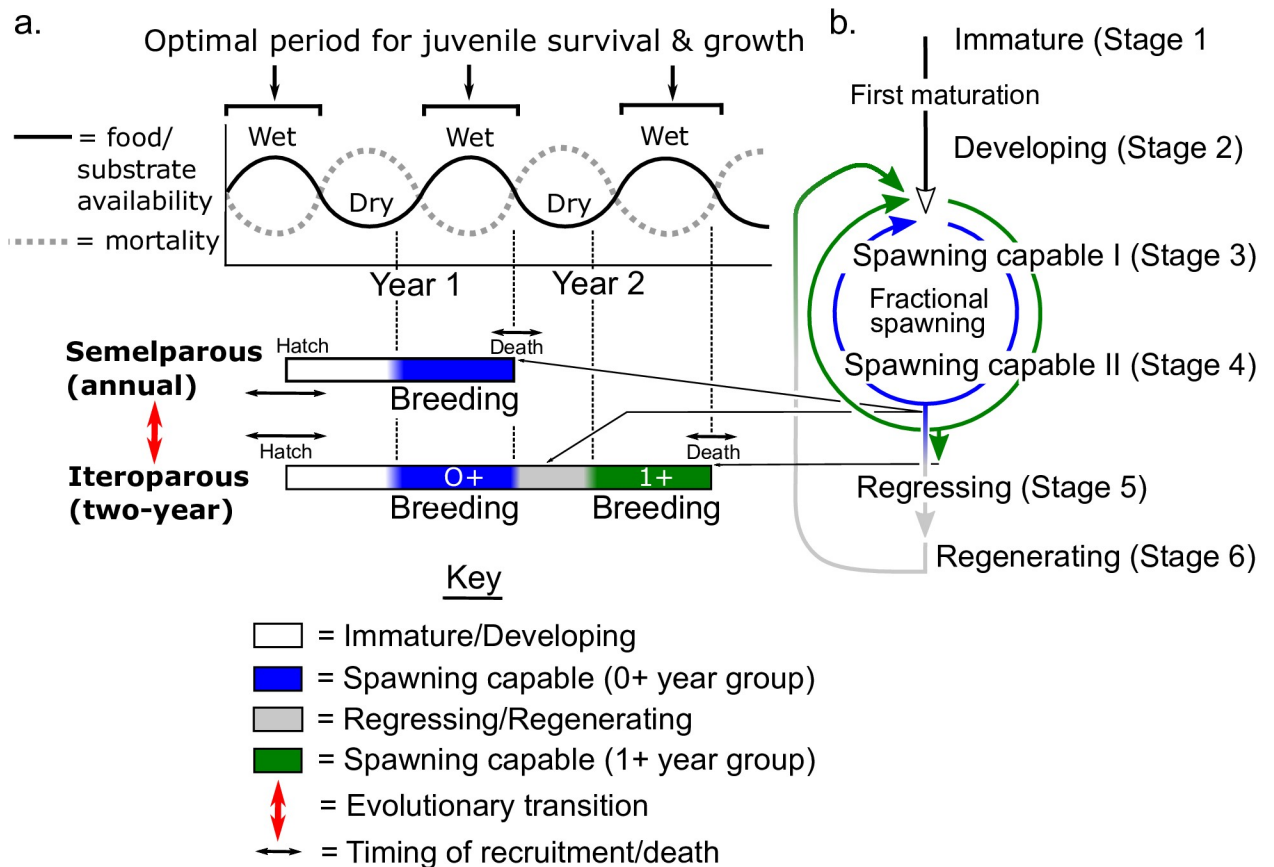 a.
Optimal period for juvenile survival & growth
Wet
Wet
Wet
= food/
substrate
availability
Dry
Dry
= mortality
Year 1
Year 2
Semelparous
(annual)
Hatch
Death
Breeding
Iteroparous
(two-year)
Hatch
Death
O+
1+
Breeding
Breeding
b.
Immature (Stage 1
First maturation
Developing (Stage 2)
Spawning capable I (Stage 3)
Fractional
spawning
Spawning capable II (Stage 4)
Regressing (Stage 5)
Regenerating (Stage 6)
Key
= Immature/Developing
= Spawning capable (0+ year group)
= Regressing/Regenerating
= Spawning capable (1+ year group)
= Evolutionary transition
= Timing of recruitment/death